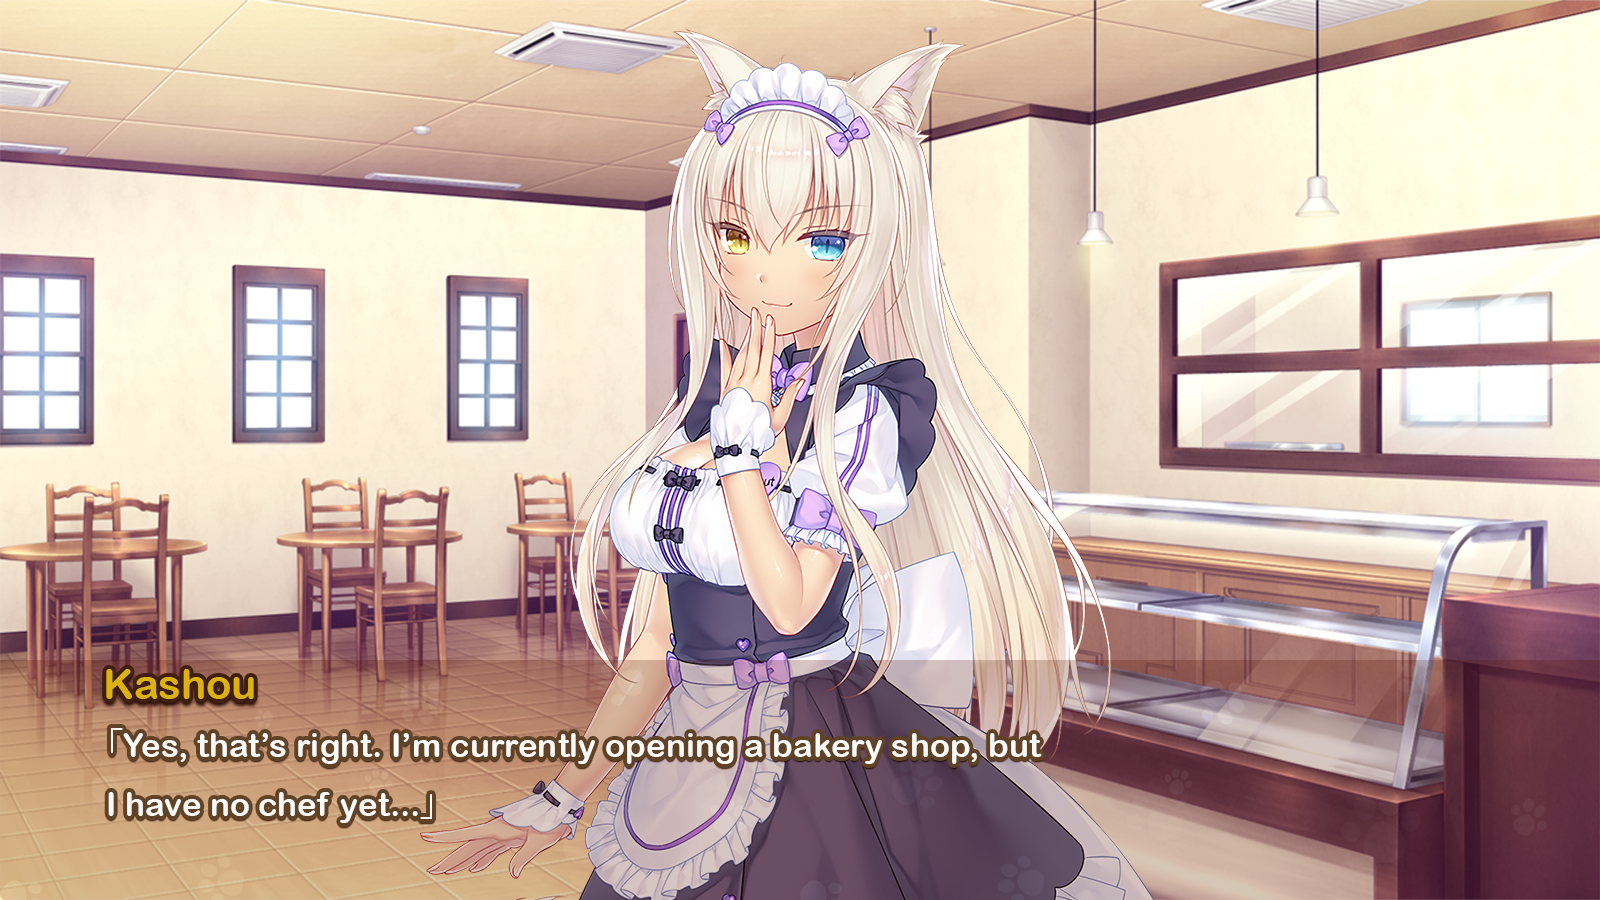 Kashou
「Yes, that's right. I'm currently opening a bakery shop, but
I have no chef yet...」